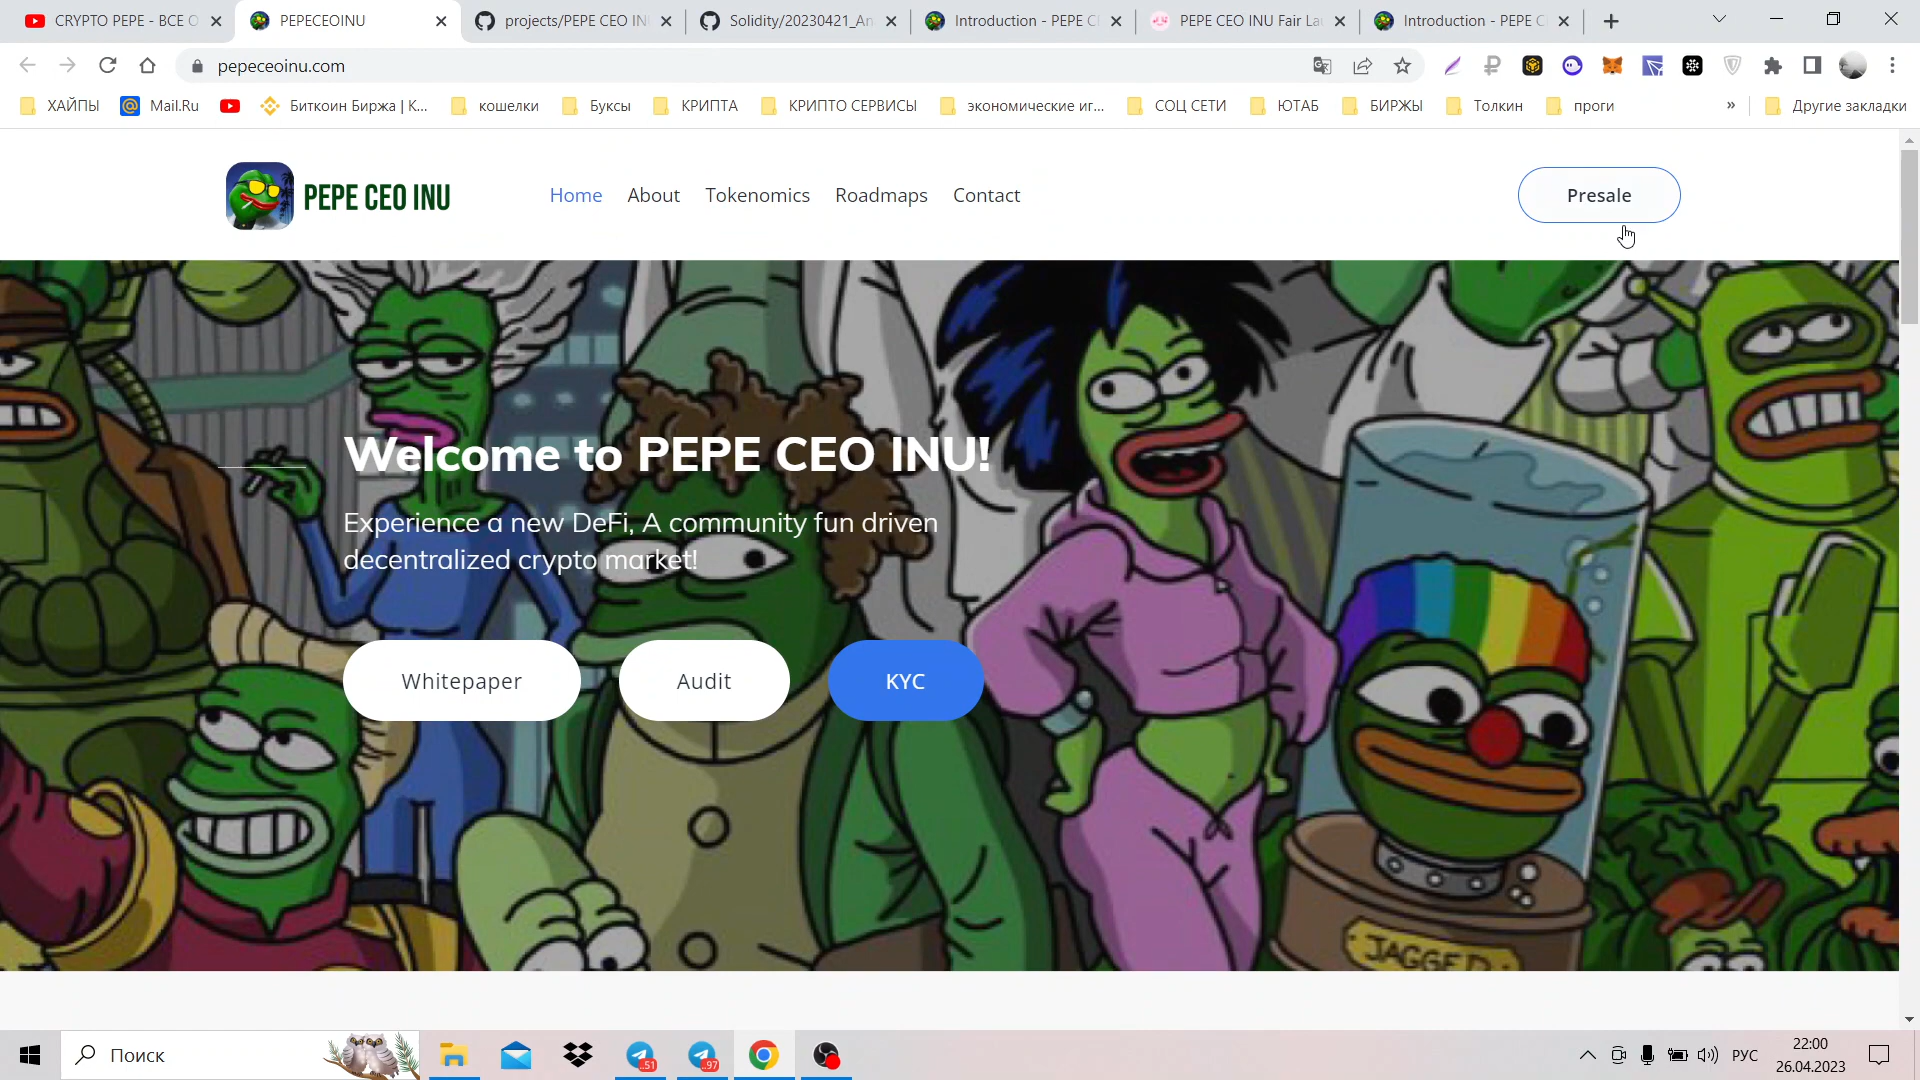 CRYPTO PEPE - ВСЕ О
PEPECEOINU
projects/PEPE CEO IN
Solidity/20230421_An
Introduction - PEPE C
PEPE CEO INU Fair La
Introduction - PEPE C
pepeceoinu.com
ХАЙПЫ
Mail.Ru
Биткоин Биржа | К...
кошелки
Буксы
КРИПТА
КРИПТО СЕРВИСЫ
экономические иг...
СОЦ СЕТИ
ЮТАБ
БИРЖЫ
Толкин
проги
»
Другие закладки
PEPE CEO INU
Home
About
Tokenomics
Roadmaps
Contact
Presale
Welcome to PEPE CEO INU!
Experience a new DeFi, A community fun driven
decentralized crypto market!
Whitepaper
Audit
KYC
Поиск
51
97
РУС
22:00
26.04.2023